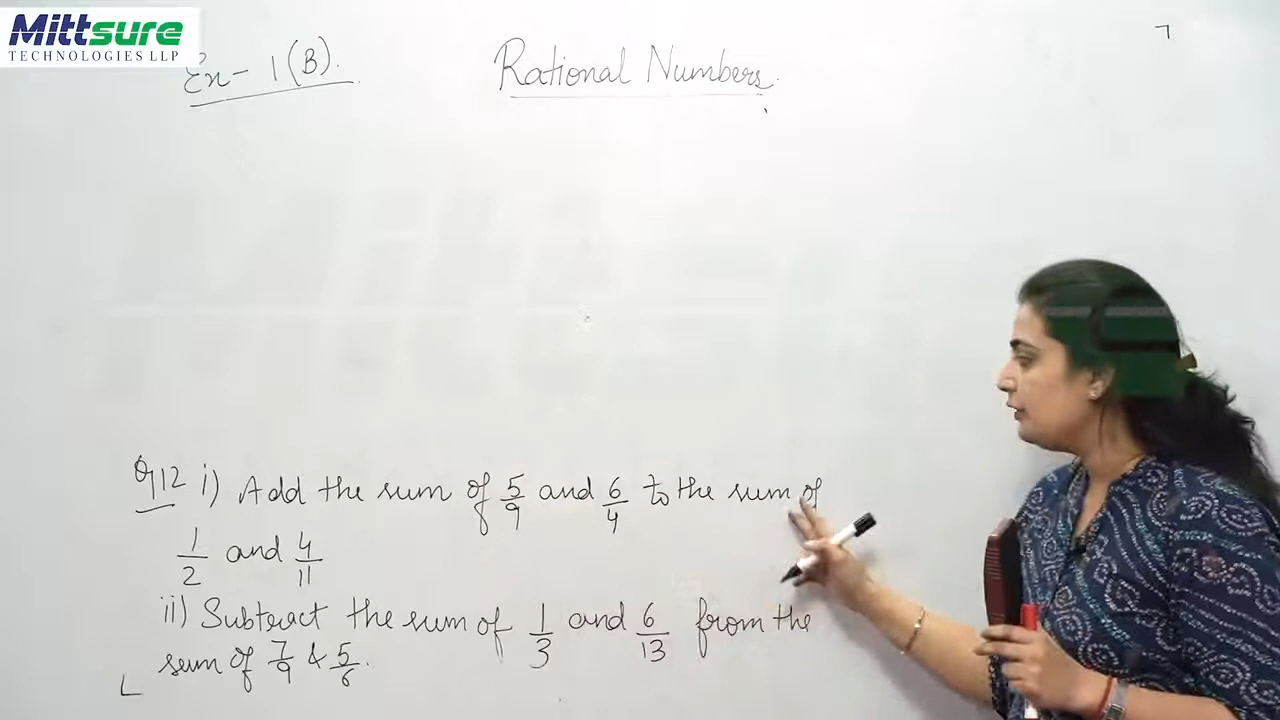 Mittsure
TECHNOLOGIES LLP
Ex- 1(B).
Rational Numbers.
Q12 i) Add the sum of 5/9 and 6/4 to the sum of
1/2 and 4/11
ii) Subtract the sum of 1/3 and 6/13 from the
sum of 7/9 & 5/6.